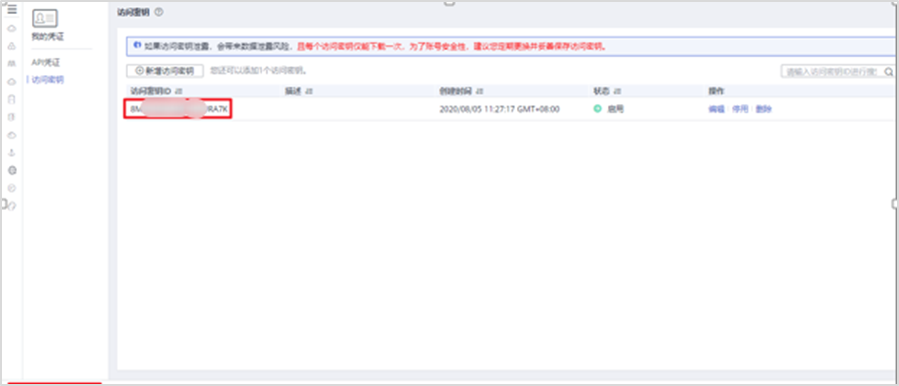 访问密钥
我的凭证
API凭证
访问密钥
如果访问密钥泄露，会带来数据泄露风险，且每个访问密钥仅能下载一次，为了账号安全性，建议您定期更换并妥善保存访问密钥。
新增访问密钥 您还可以添加1个访问密钥。 请输入访问密钥ID进行搜
访问密钥ID 描述 创建时间 状态 操作
2020/08/05 11:27:17 GMT+08:00 启用 编辑 停用 删除